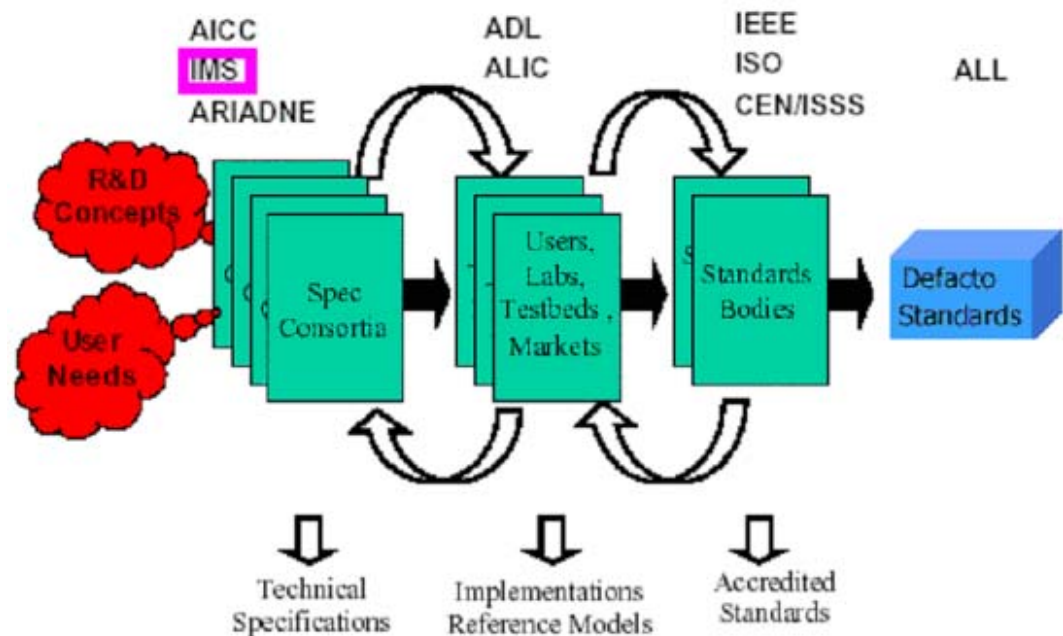 AICC
IMS
ARIADNE
ADL
ALIC
IEEE
ISO
CEN/ISSS
ALL
R&D
Concepts
User
Needs
Spec
Consortia
Users,
Labs,
Testbeds ,
Markets
Standards
Bodies
Defacto
Standards
Technical
Specifications
Implementations
Reference Models
Accredited
Standards